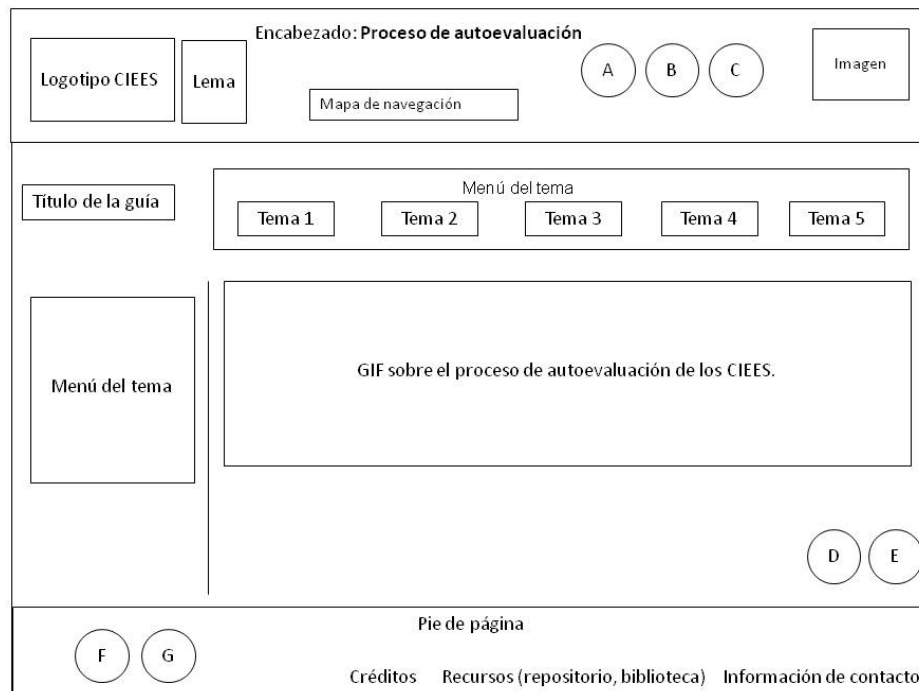 Encabezado: Proceso de autoevaluación
Logotipo CIEES
Lema
Mapa de navegación
A
B
C
Imagen
Título de la guía
Menú del tema
Tema 1
Tema 2
Tema 3
Tema 4
Tema 5
Menú del tema
GIF sobre el proceso de autoevaluación de los CIEES.
D
E
Pie de página
F
G
Créditos
Recursos (repositorio, biblioteca)
Información de contacto